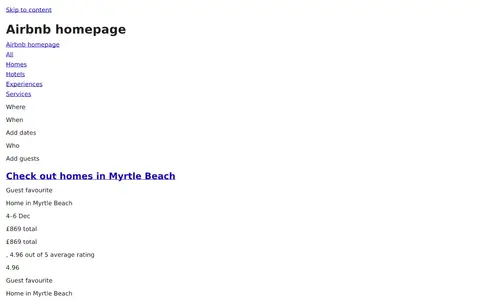 Skip to content
Airbnb homepage
Airbnb homepage
All
Homes
Hotels
Experiences
Services
Where
When
Add dates
Who
Add guests
Check out homes in Myrtle Beach
Guest favourite
Home in Myrtle Beach
4–6 Dec
£869 total
£869 total
, 4.96 out of 5 average rating
4.96
Guest favourite
Home in Myrtle Beach